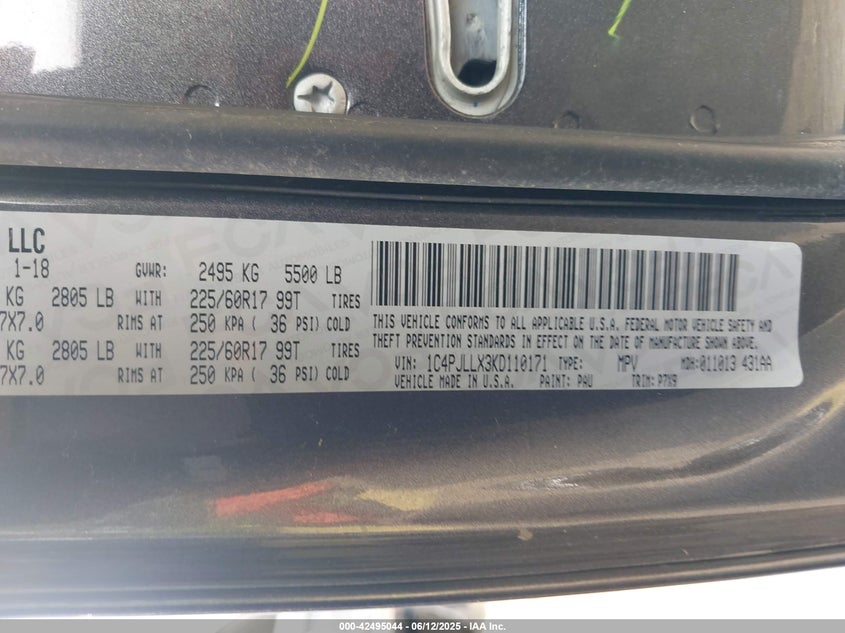 LLC
1-18 GVWR: 2495 KG 5500 LB
KG 2805 LB WITH 225/60R17 99T TIRES
7X7.0 RIMS AT 250 KPA ( 36 PSI) COLD
KG 2805 LB WITH 225/60R17 99T TIRES
7X7.0 RIMS AT 250 KPA ( 36 PSI) COLD
THIS VEHICLE CONFORMS TO ALL APPLICABLE U.S.A. FEDERAL MOTOR VEHICLE SAFETY AND
THEFT PREVENTION STANDARDS IN EFFECT ON THE DATE OF MANUFACTURE SHOWN ABOVE.
VIN: 1C4PJLLX3KD110171 TYPE: MPV MDH:011013 431AA
VEHICLE MADE IN U.S.A. PAINT: PAU TRIM: P7X9
000-42495044 - 06/12/2025 - IAA Inc.